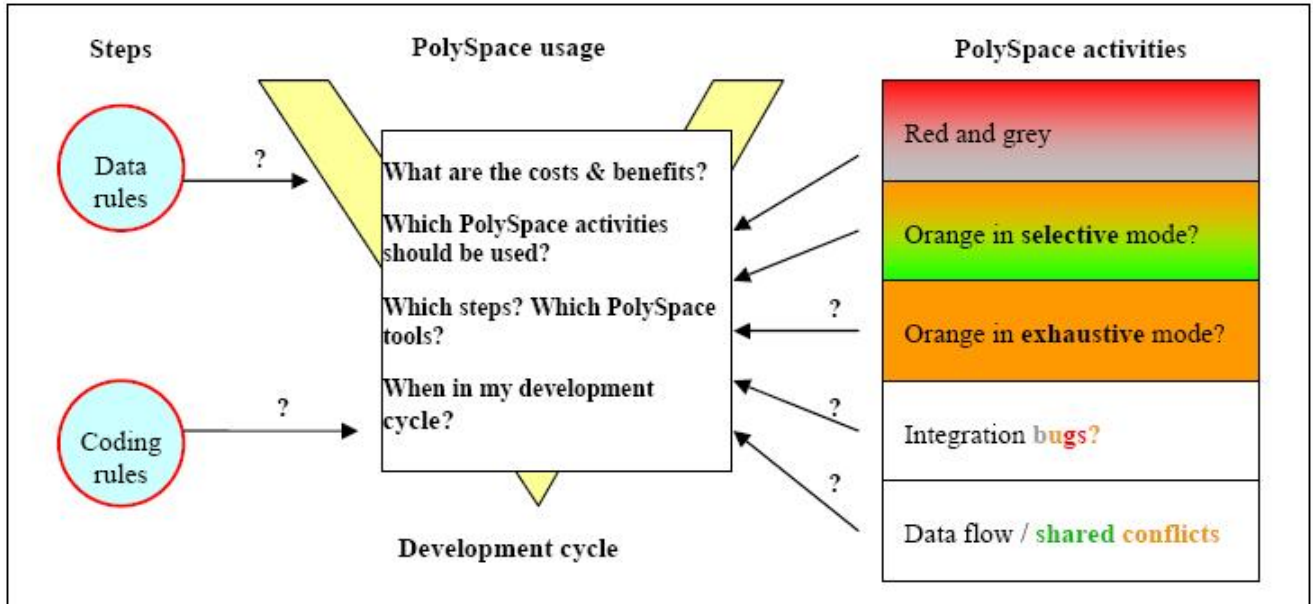 Steps
PolySpace usage
PolySpace activities
Data
rules
?
Coding
rules
?
What are the costs & benefits?
Which PolySpace activities
should be used?
Which steps? Which PolySpace
tools?
When in my development
cycle?
Development cycle
Red and grey
Orange in selective mode?
?
Orange in exhaustive mode?
?
Integration bugs?
?
Data flow / shared conflicts